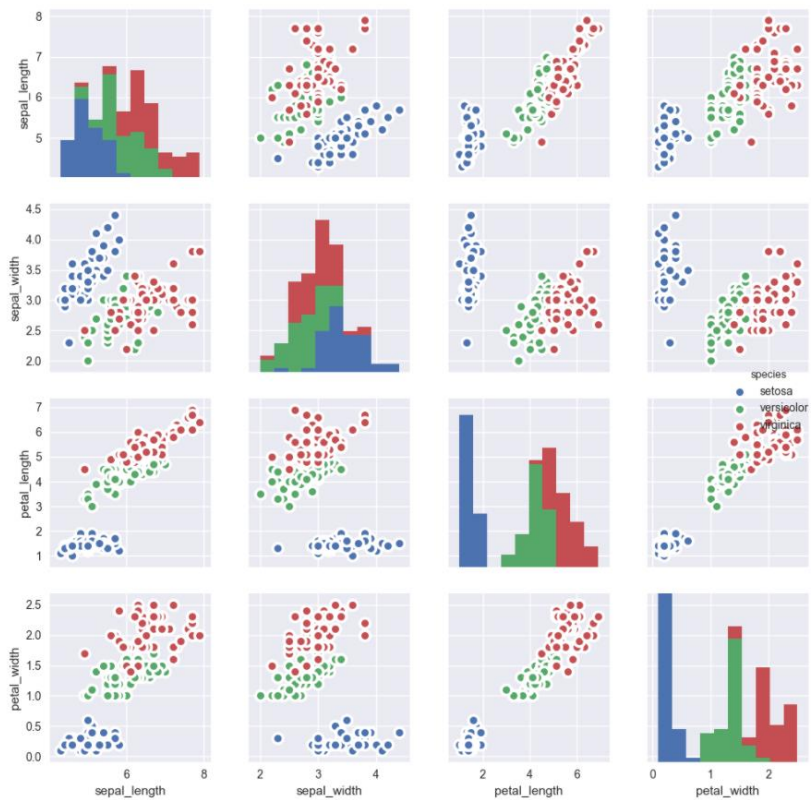 8
7
6
5
sepal_length
4.5
4.0
3.5
3.0
2.5
2.0
sepal_width
species
setosa
versicolor
virginica
7
6
5
4
3
2
1
petal_length
2.5
2.0
1.5
1.0
0.5
0.0
petal_width
6 8
2 3 4
2 4 6
0 1 2
sepal_length sepal_width petal_length petal_width